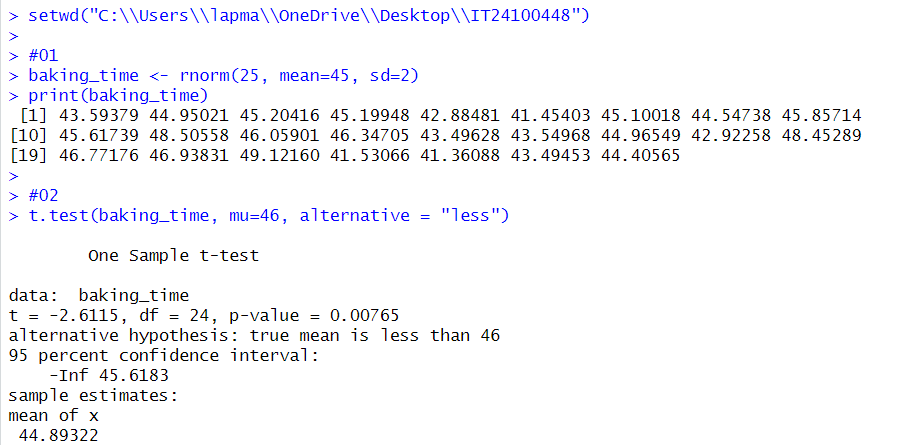 > setwd("C:\\Users\\lapma\\OneDrive\\Desktop\\IT24100448")
>
> #01
> baking_time <- rnorm(25, mean=45, sd=2)
> print(baking_time)
[1] 43.59379 44.95021 45.20416 45.19948 42.88481 41.45403 45.10018 44.54738 45.85714
[10] 45.61739 48.50558 46.05901 46.34705 43.49628 43.54968 44.96549 42.92258 48.45289
[19] 46.77176 46.93831 49.12160 41.53066 41.36088 43.49453 44.40565
>
> #02
> t.test(baking_time, mu=46, alternative = "less")
One Sample t-test
data:  baking_time
t = -2.6115, df = 24, p-value = 0.00765
alternative hypothesis: true mean is less than 46
95 percent confidence interval:
-Inf 45.6183
sample estimates:
mean of x
44.89322